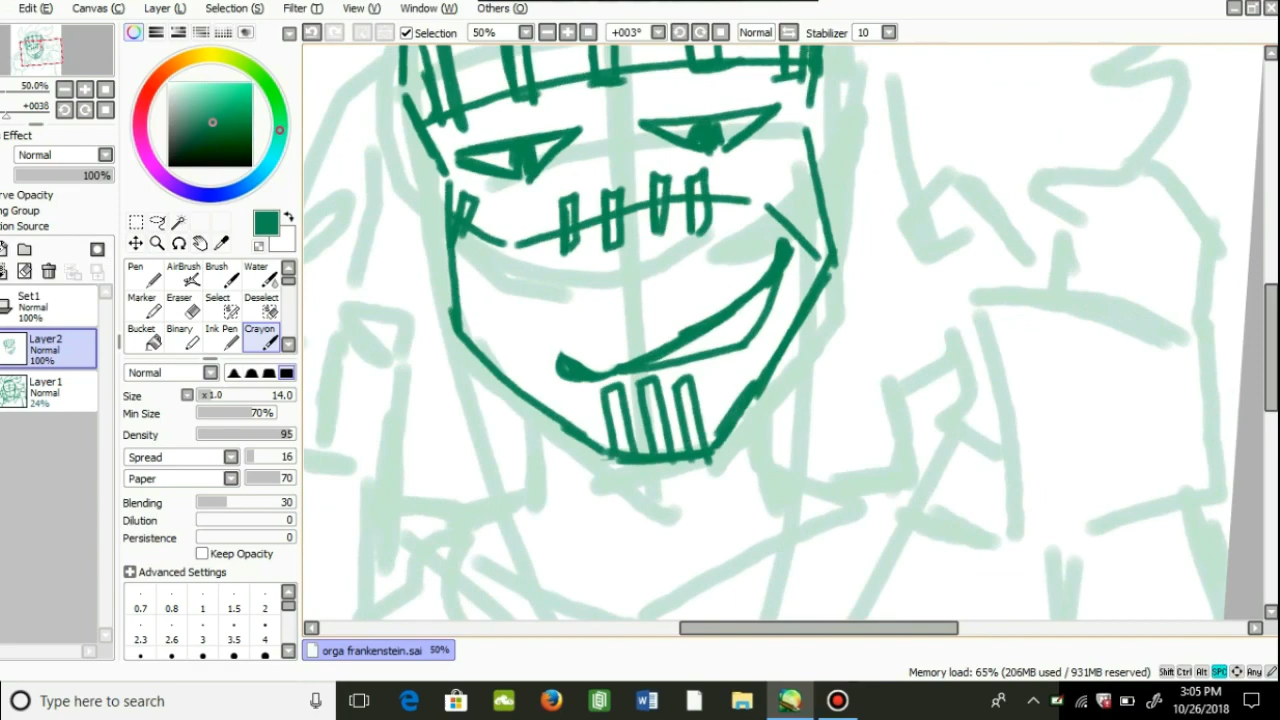 Edit (E) Canvas (C) Layer (L) Selection (S) Filter (T) View (V) Window (W) Others (O)
Selection 50% +003° Normal Stabilizer 10
50.0%
+003ß
Effect
Normal
100%
rve Opacity
ng Group
ion Source
Set1
Normal
100%
Layer2
Normal
100%
Layer1
Normal
24%
Pen AirBrush Brush Water
Marker Eraser Select Deselect
Bucket Binary Ink Pen Crayon
Normal
Size x1.0 14.0
Min Size 70%
Density 95
Spread 16
Paper 70
Blending 30
Dilution 0
Persistence 0
Keep Opacity
Advanced Settings
0.7 0.8 1 1.5 2
2.3 2.6 3 3.5 4
orga frankenstein.sai 50%
Memory load: 65% (206MB used / 931MB reserved) Shift Ctrl Alt SPC Any
Type here to search
3:05 PM
10/26/2018